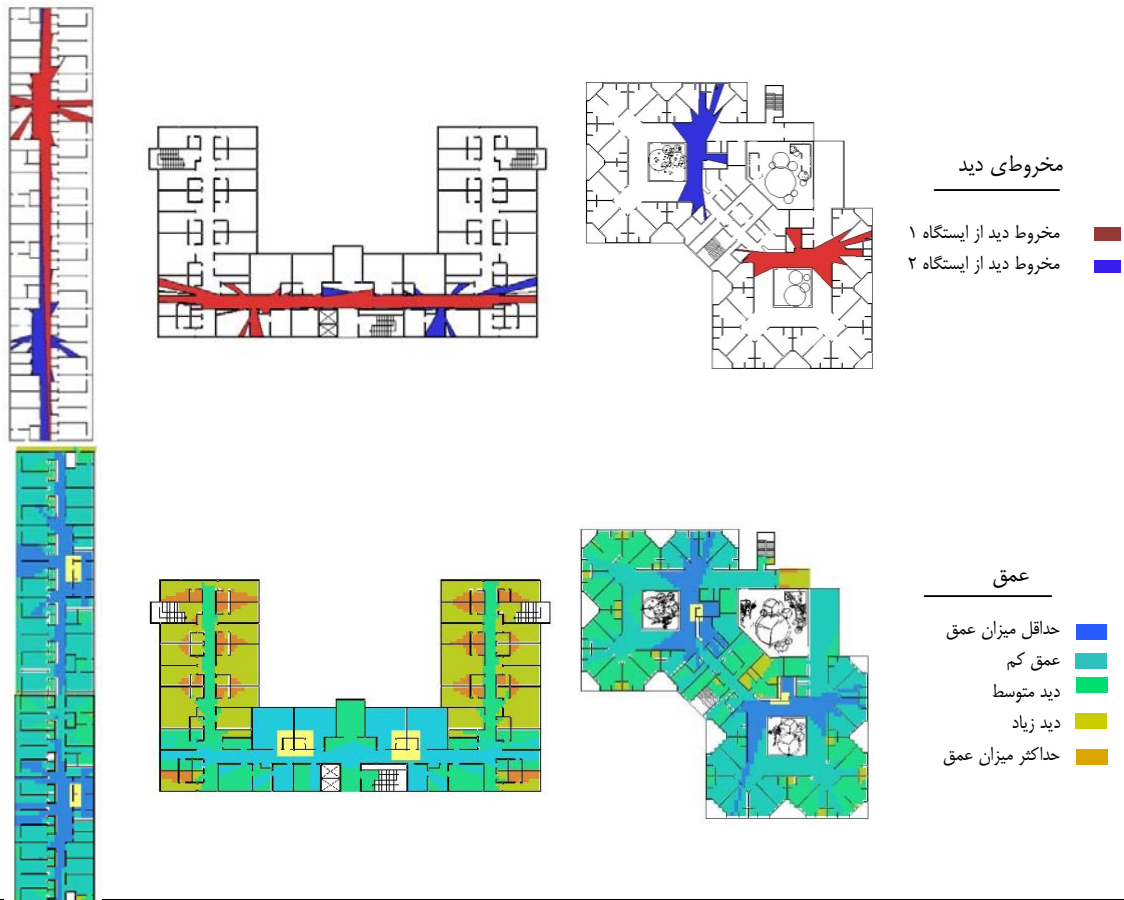 مخروطی دید
مخروط دید از ایستگاه ۱
مخروط دید از ایستگاه ۲
عمق
حداقل میزان عمق
عمق کم
دید متوسط
دید زیاد
حداکثر میزان عمق